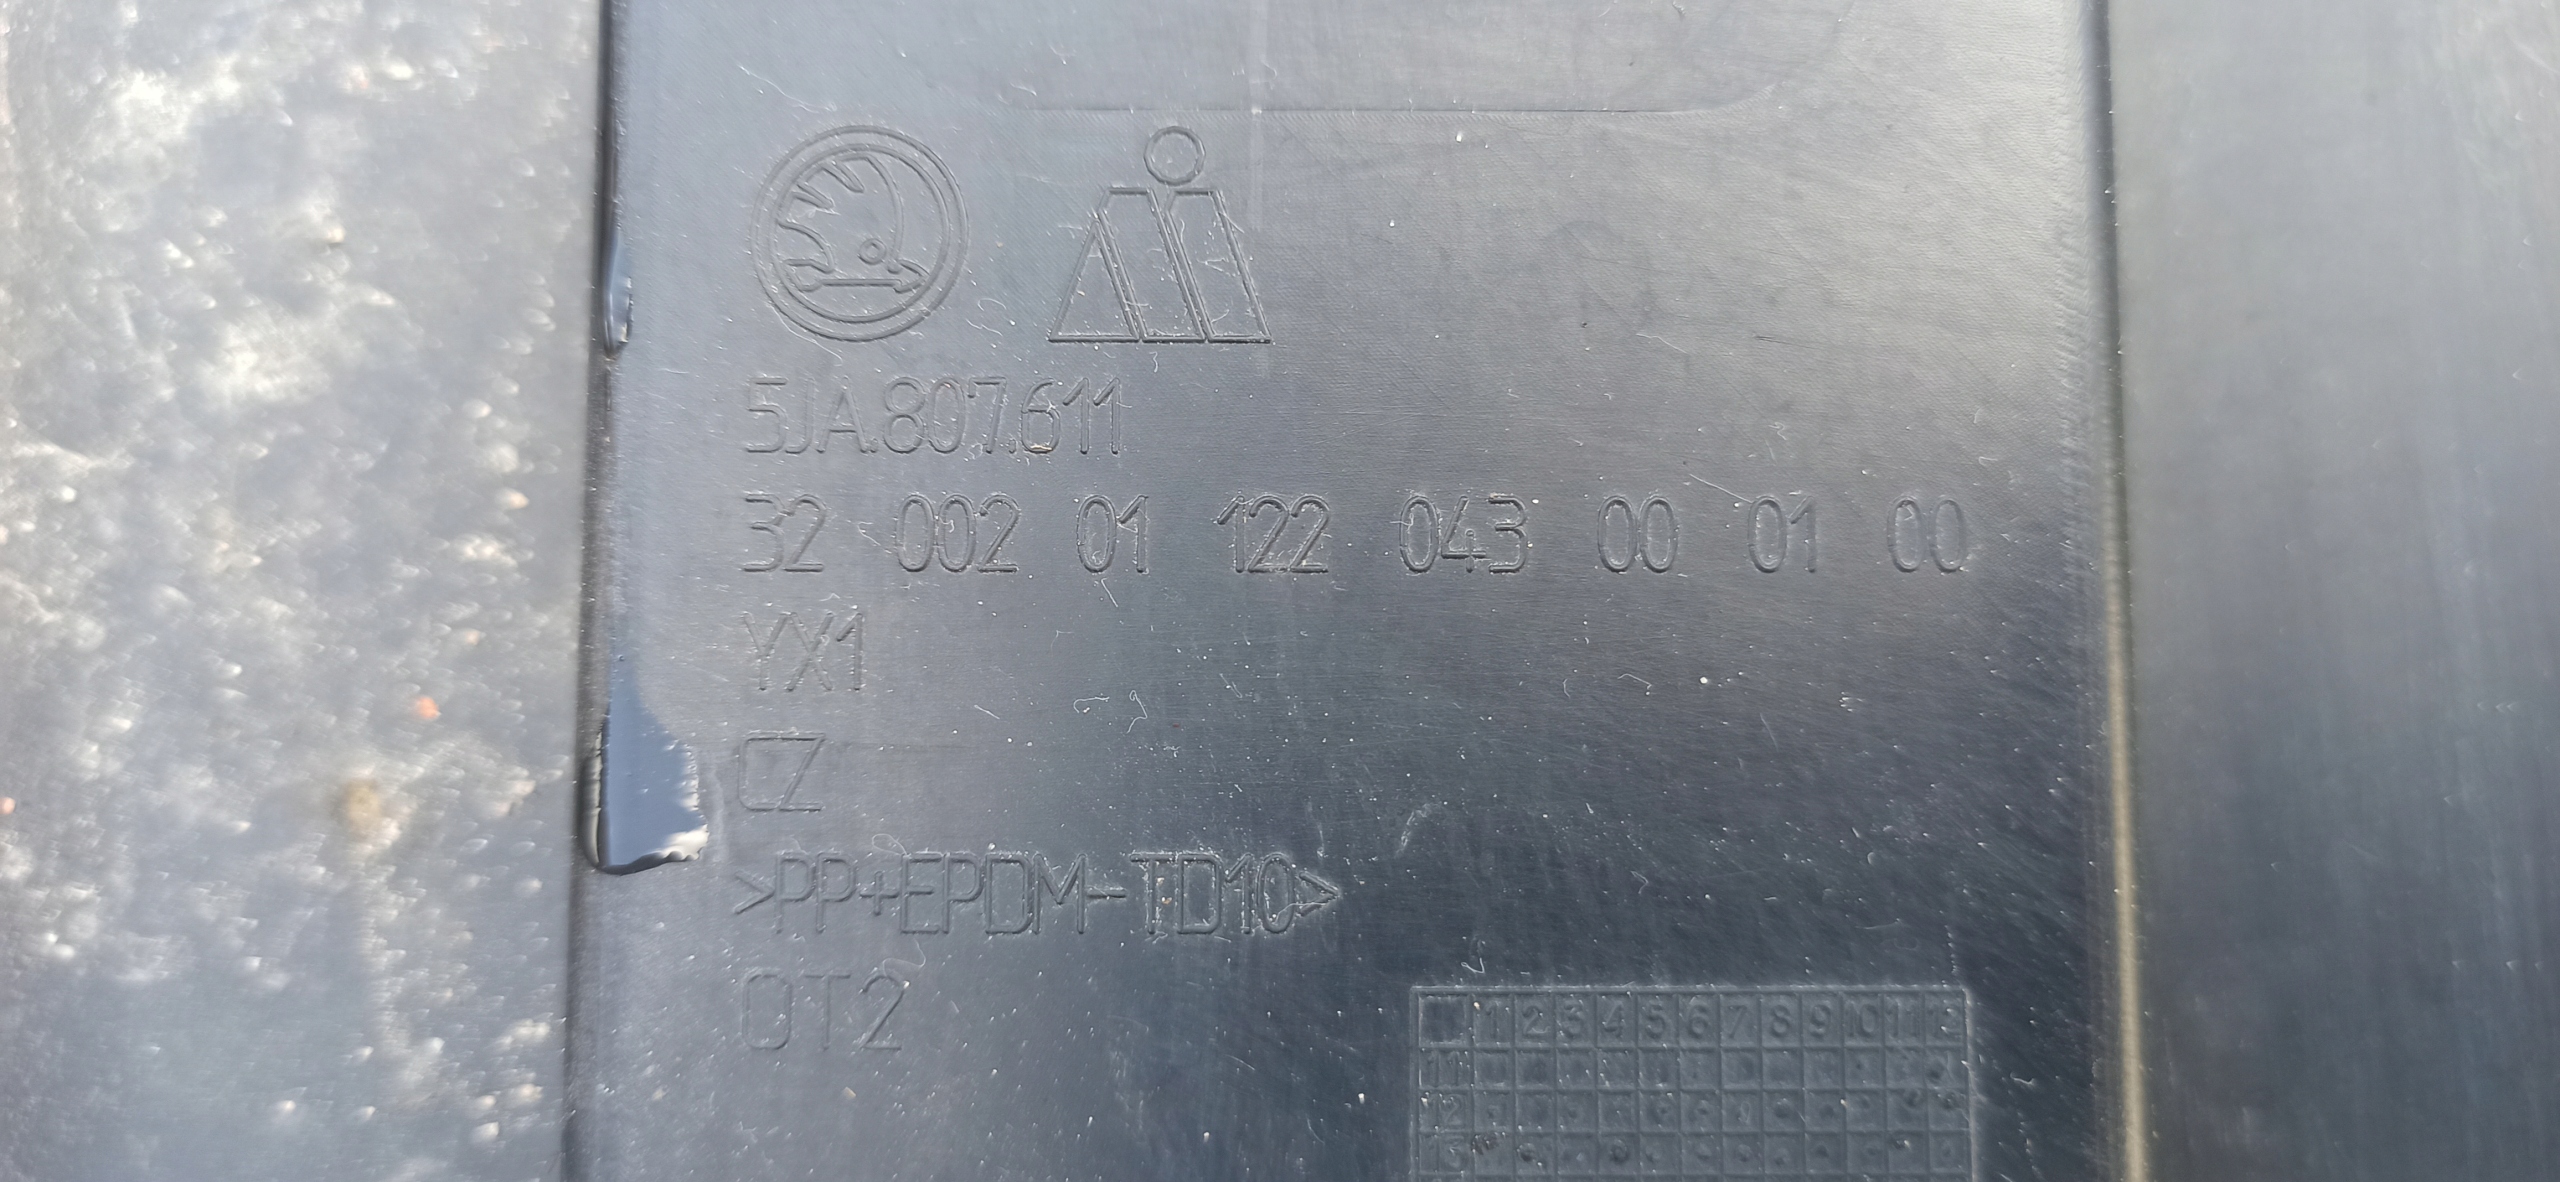 5JA.807.611
32 002 01 122 043 00 01 00
YX1
CZ
>PP+EPDM-TD10>
OT2
1 2 3 4 5 6 7 8 9 10 11 12
11
12
13